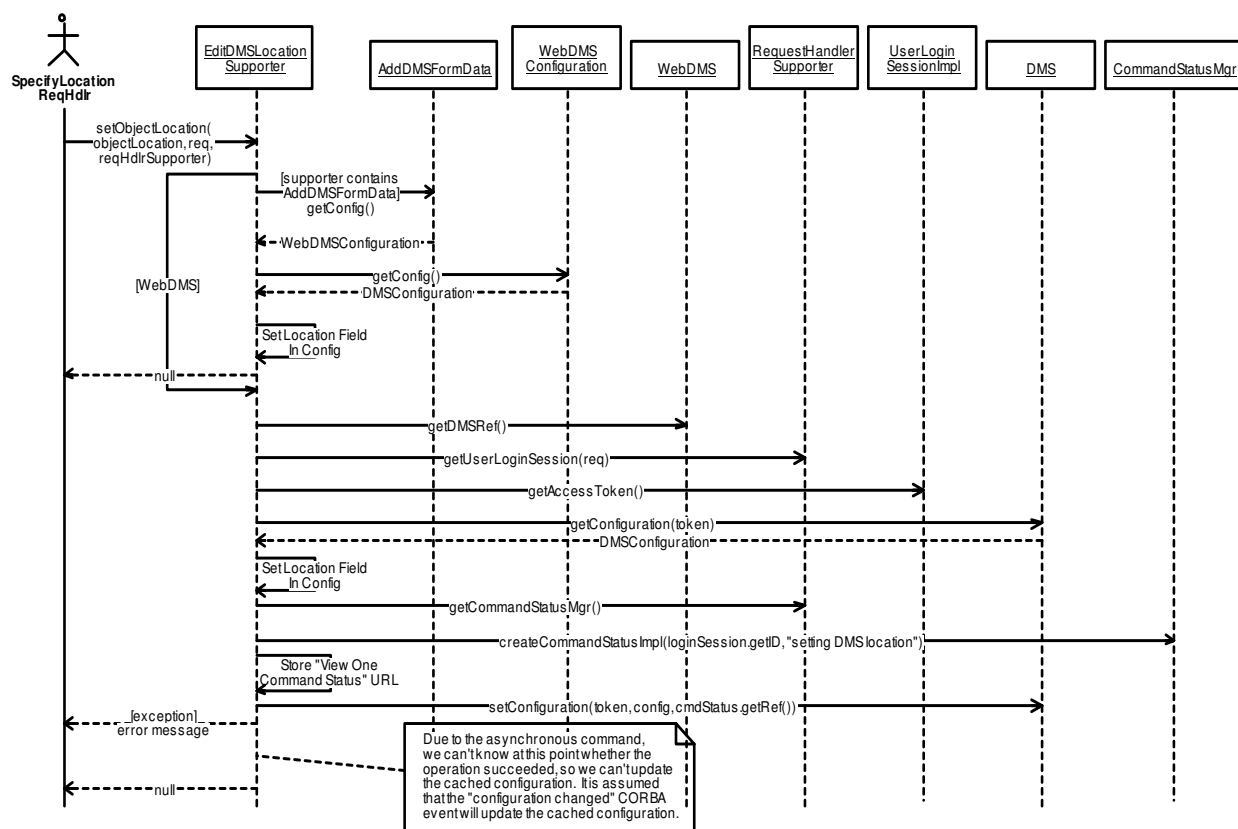 SpecifyLocation
ReqHdlr
EditDMSLocation
Supporter
AddDMSFormData
WebDMS
Configuration
WebDMS
RequestHandler
Supporter
UserLogin
SessionImpl
DMS
CommandStatusMgr
setObjectLocation(
objectLocation, req,
reqHdlrSupporter)
[supporter contains
AddDMSFormData]
getConfig()
WebDMSConfiguration
[WebDMS]
getConfig()
DMSConfiguration
Set Location Field
In Config
null
getDMSRef()
getUserLoginSession(req)
getAccessToken()
getConfiguration(token)
DMSConfiguration
Set Location Field
In Config
getCommandStatusMgr()
createCommandStatusImpl(loginSession.getID, "setting DMS location")
Store "View One
Command Status" URL
setConfiguration(token, config, cmdStatus.getRef())
[exception]
error message
Due to the asynchronous command,
we can't know at this point whether the
operation succeeded, so we can't update
the cached configuration. It is assumed
that the "configuration changed" CORBA
event will update the cached configuration.
null